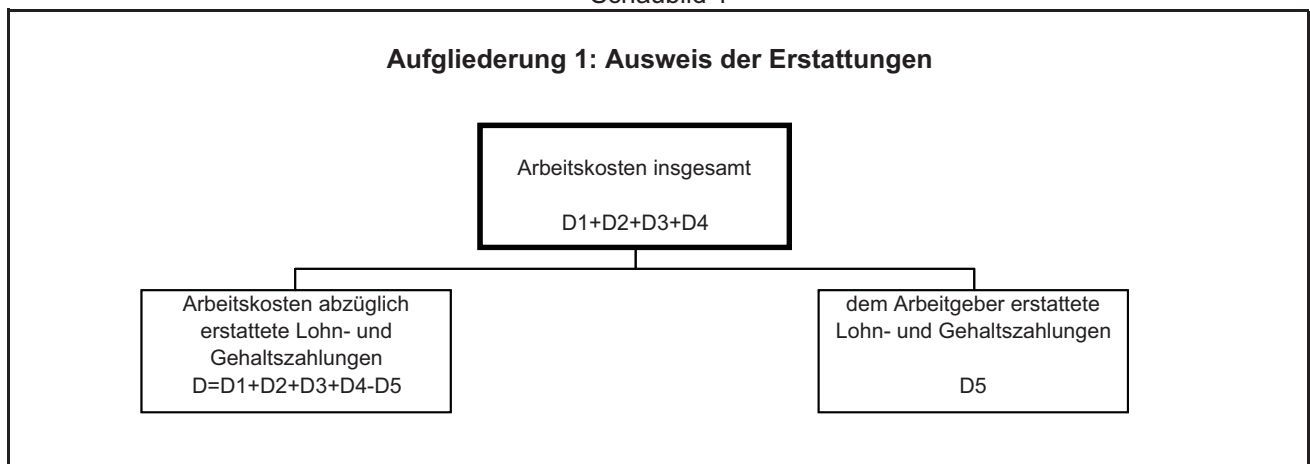 Aufgliederung 1: Ausweis der Erstattungen
Arbeitskosten insgesamt
D1+D2+D3+D4
Arbeitskosten abzüglich
erstattete Lohn- und
Gehaltszahlungen
D=D1+D2+D3+D4-D5
dem Arbeitgeber erstattete
Lohn- und Gehaltszahlungen
D5